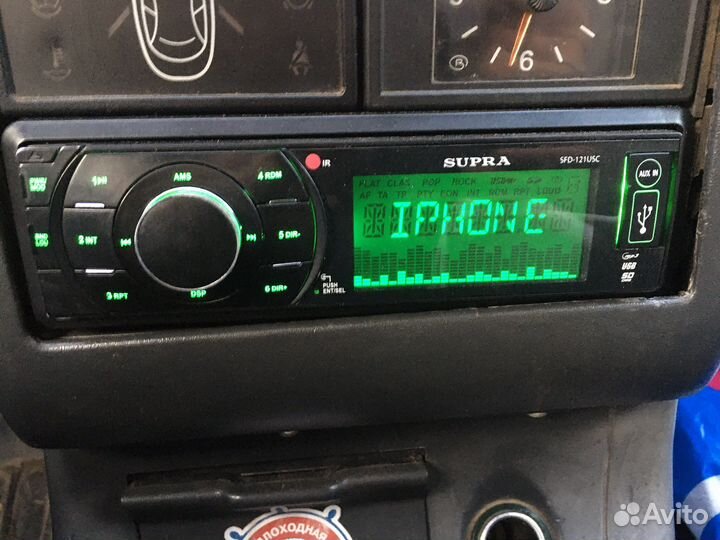 B
6
SUPRA
SFD-121USC
IR
PWR
MOD
1
AMS
4 RDM
FLAT CLAS POP ROCK
AF TA TP PTY EON INT RDM RPT LOUD
AUX IN
IPHONE
BND
LOU
2 INT
5 DIR-
3 RPT
DSP
6 DIR+
PUSH
ENT/SEL
USB
SD
Avito